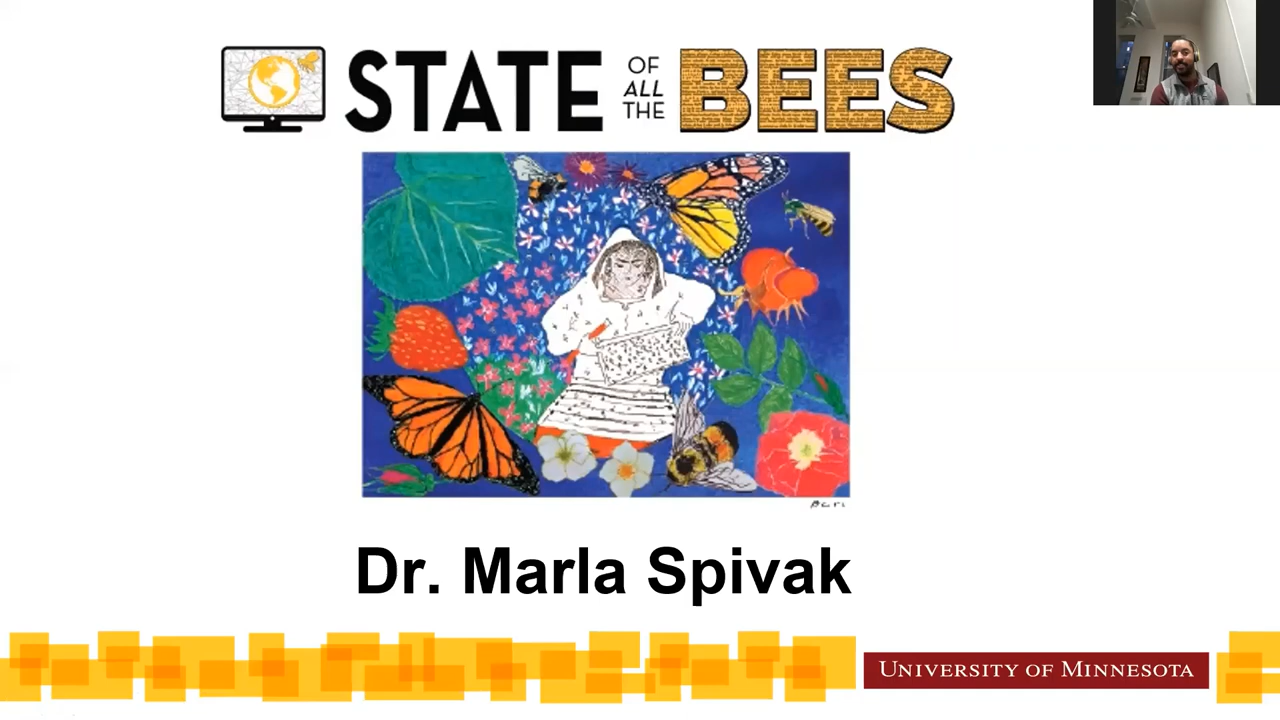 STATE OF ALL THE BEES
Dr. Marla Spivak
UNIVERSITY OF MINNESOTA